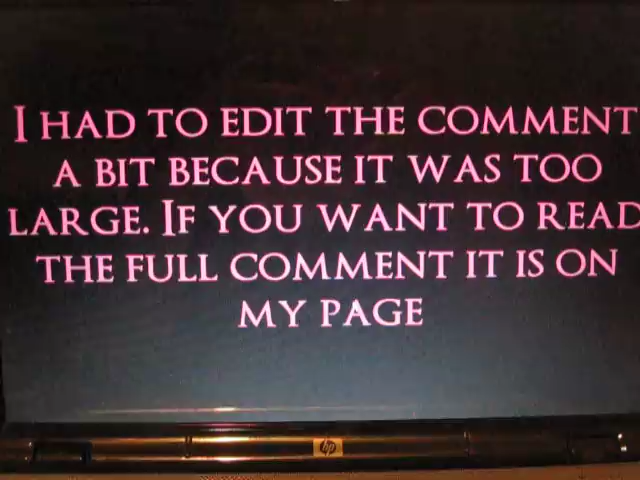 I HAD TO EDIT THE COMMENT
A BIT BECAUSE IT WAS TOO
LARGE. IF YOU WANT TO READ
THE FULL COMMENT IT IS ON
MY PAGE
hp